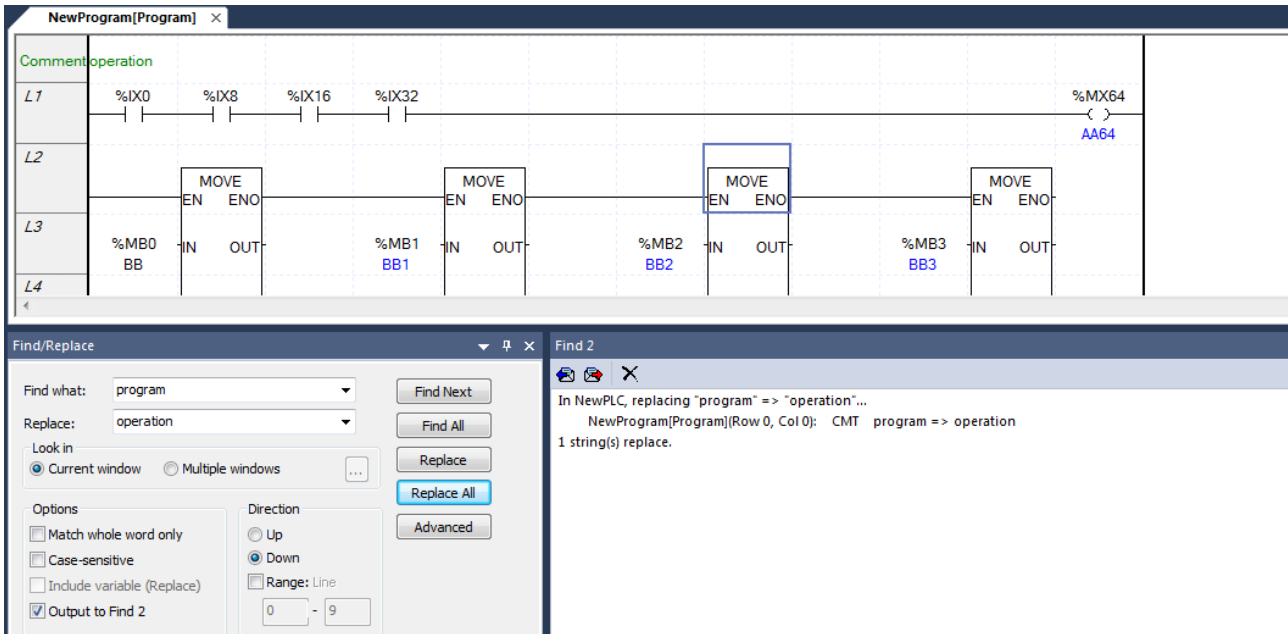 NewProgram[Program] ×
Comment operation
L1 %IX0 %IX8 %IX16 %IX32 %MX64
AA64
L2
MOVE MOVE MOVE MOVE
EN ENO EN ENO EN ENO EN ENO
L3
%MB0 IN OUT %MB1 IN OUT %MB2 IN OUT %MB3 IN OUT
BB BB1 BB2 BB3
L4
Find/Replace
Find what: program
Replace: operation
Look in
Current window Multiple windows ...
Options
Match whole word only
Case-sensitive
Include variable (Replace)
Output to Find 2
Direction
Up
Down
Range: Line
0 - 9
Find Next
Find All
Replace
Replace All
Advanced
Find 2
In NewPLC, replacing "program" => "operation"...
NewProgram[Program](Row 0, Col 0): CMT program => operation
1 string(s) replace.